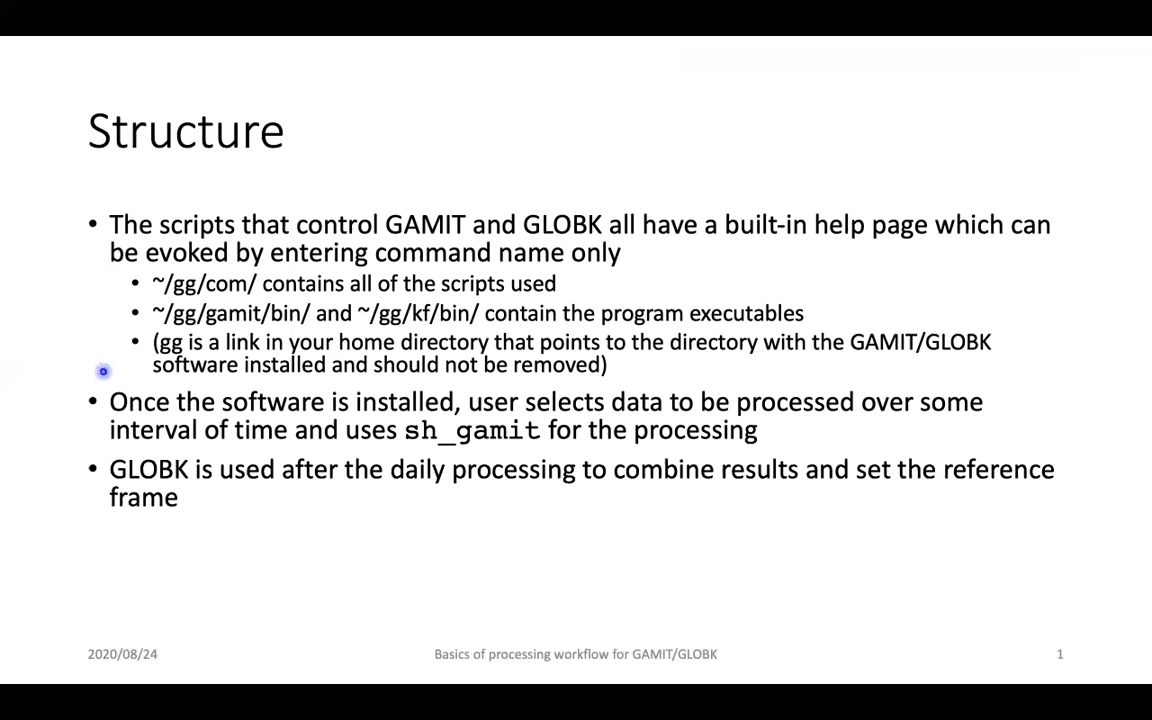 Structure
• The scripts that control GAMIT and GLOBK all have a built-in help page which can
be evoked by entering command name only
• ~/gg/com/ contains all of the scripts used
• ~/gg/gamit/bin/ and ~/gg/kf/bin/ contain the program executables
• (gg is a link in your home directory that points to the directory with the GAMIT/GLOBK
software installed and should not be removed)
• Once the software is installed, user selects data to be processed over some
interval of time and uses sh_gamit for the processing
• GLOBK is used after the daily processing to combine results and set the reference
frame
2020/08/24
Basics of processing workflow for GAMIT/GLOBK
1